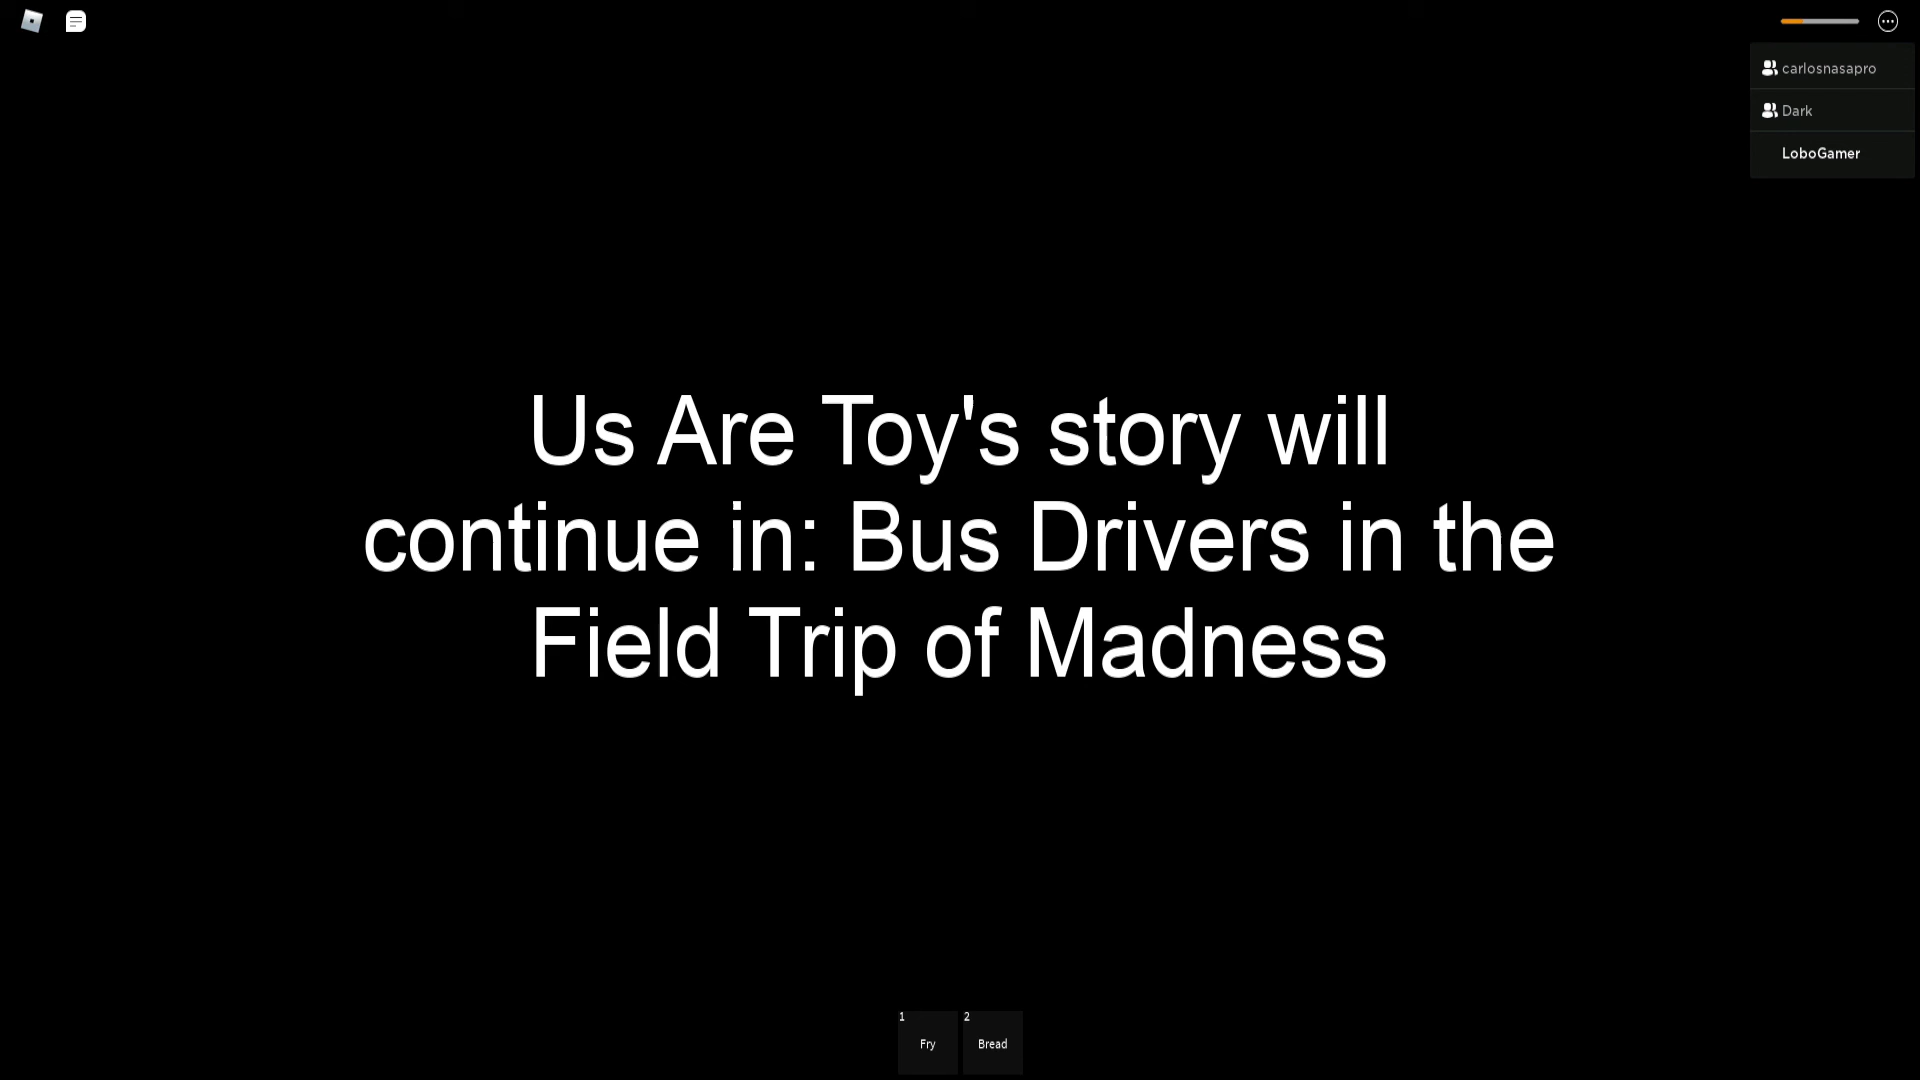 carlosnasapro
Dark
LoboGamer
Us Are Toy's story will
continue in: Bus Drivers in the
Field Trip of Madness
1
Fry
2
Bread